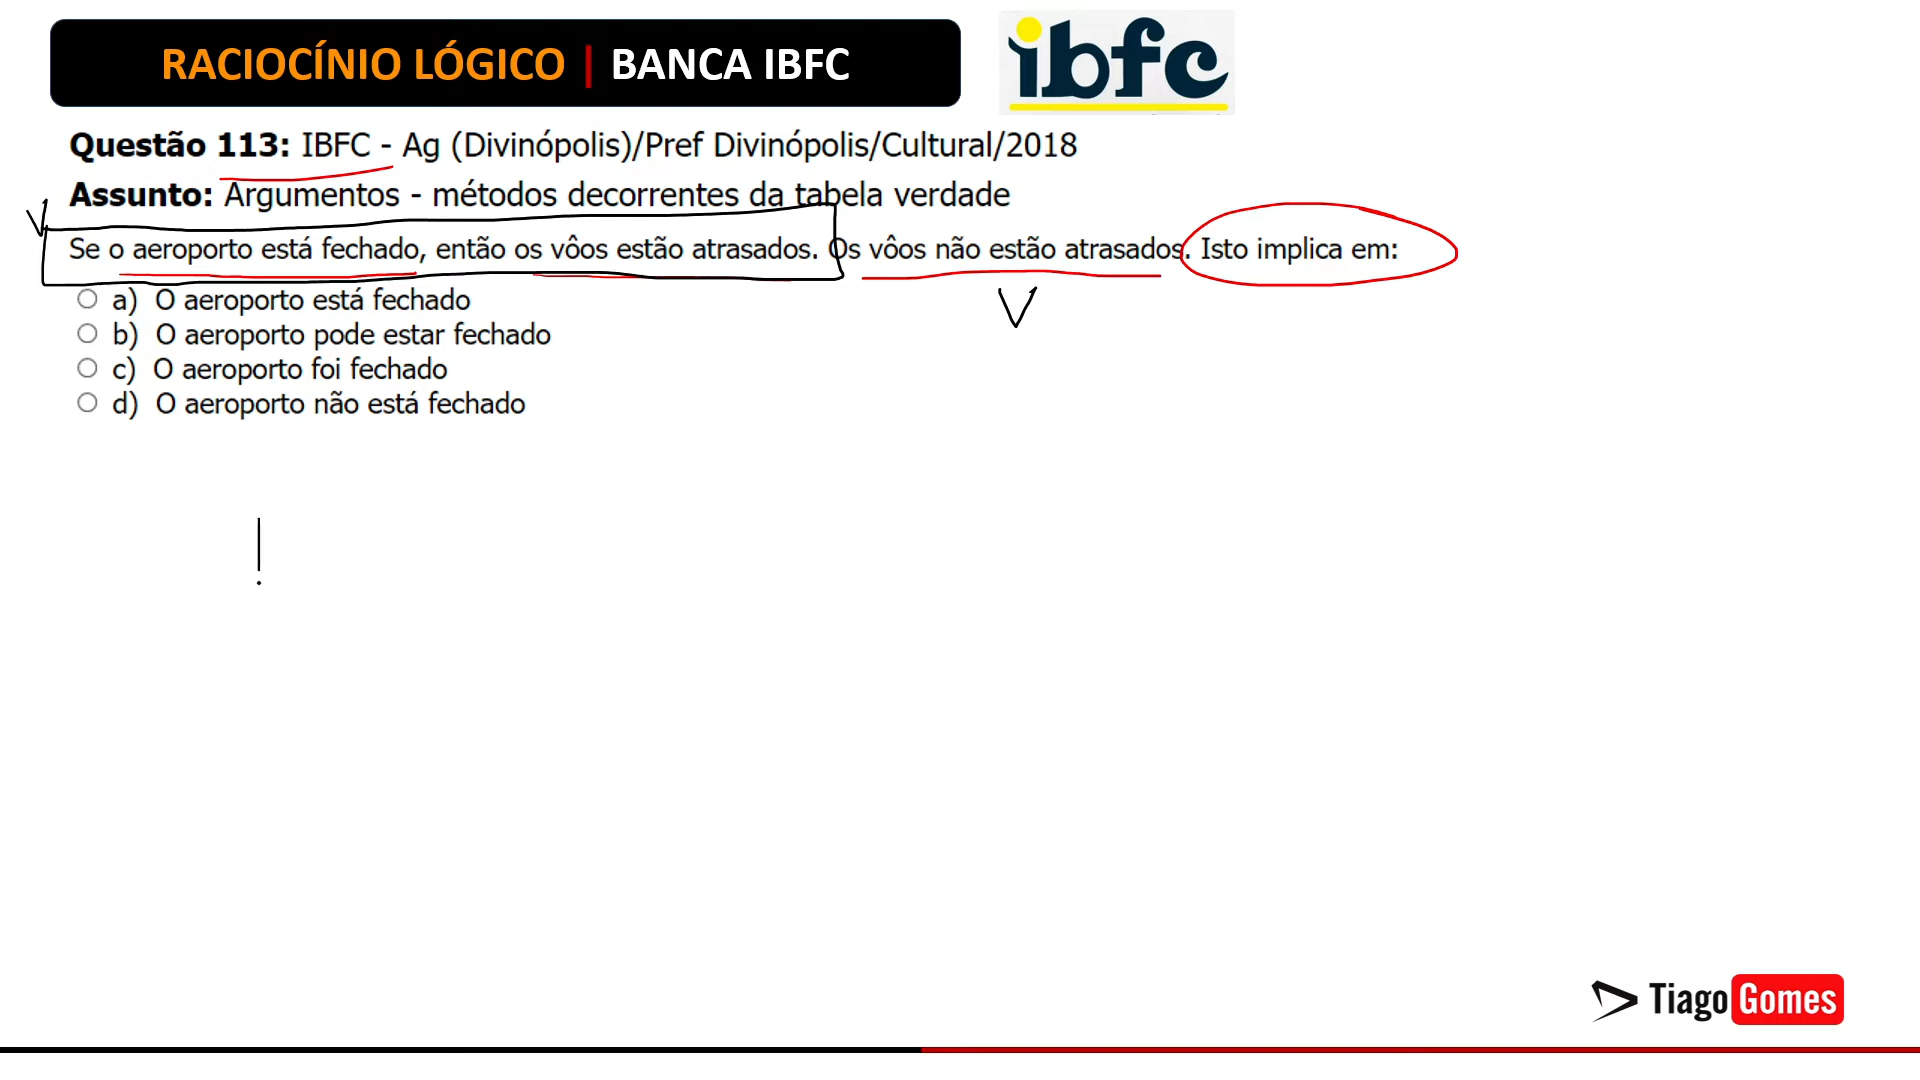 RACIOCÍNIO LÓGICO | BANCA IBFC
ibfc
Questão 113: IBFC - Ag (Divinópolis)/Pref Divinópolis/Cultural/2018
Assunto: Argumentos - métodos decorrentes da tabela verdade
V
Se o aeroporto está fechado, então os vôos estão atrasados. Os vôos não estão atrasados. Isto implica em:
V
a) O aeroporto está fechado
b) O aeroporto pode estar fechado
c) O aeroporto foi fechado
d) O aeroporto não está fechado
Tiago Gomes